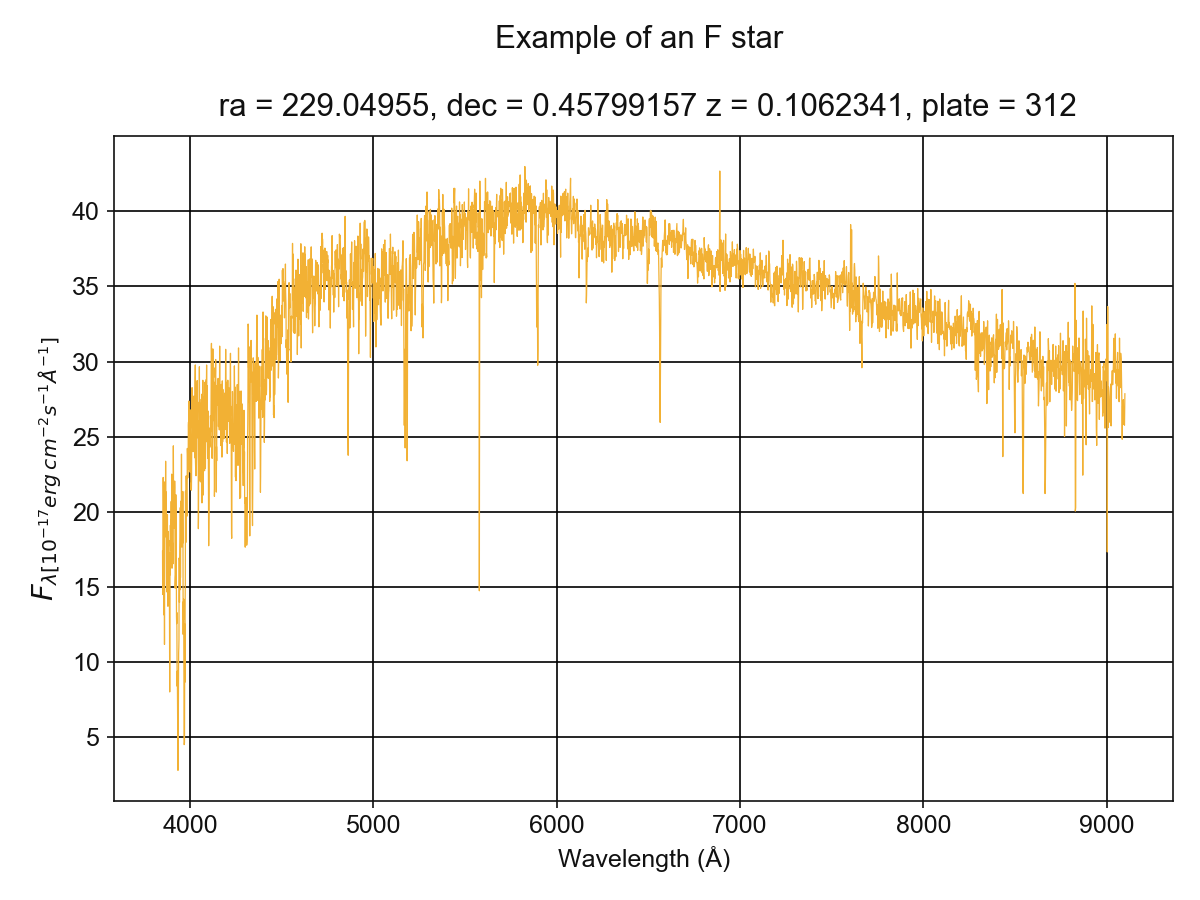 Example of an F star
ra = 229.04955, dec = 0.45799157 z = 0.1062341, plate = 312
40
35
30
25
20
15
10
5
F_{λ[10^{-17}erg cm^{-2}s^{-1}Å^{-1}]}
4000 5000 6000 7000 8000 9000
Wavelength (Å)